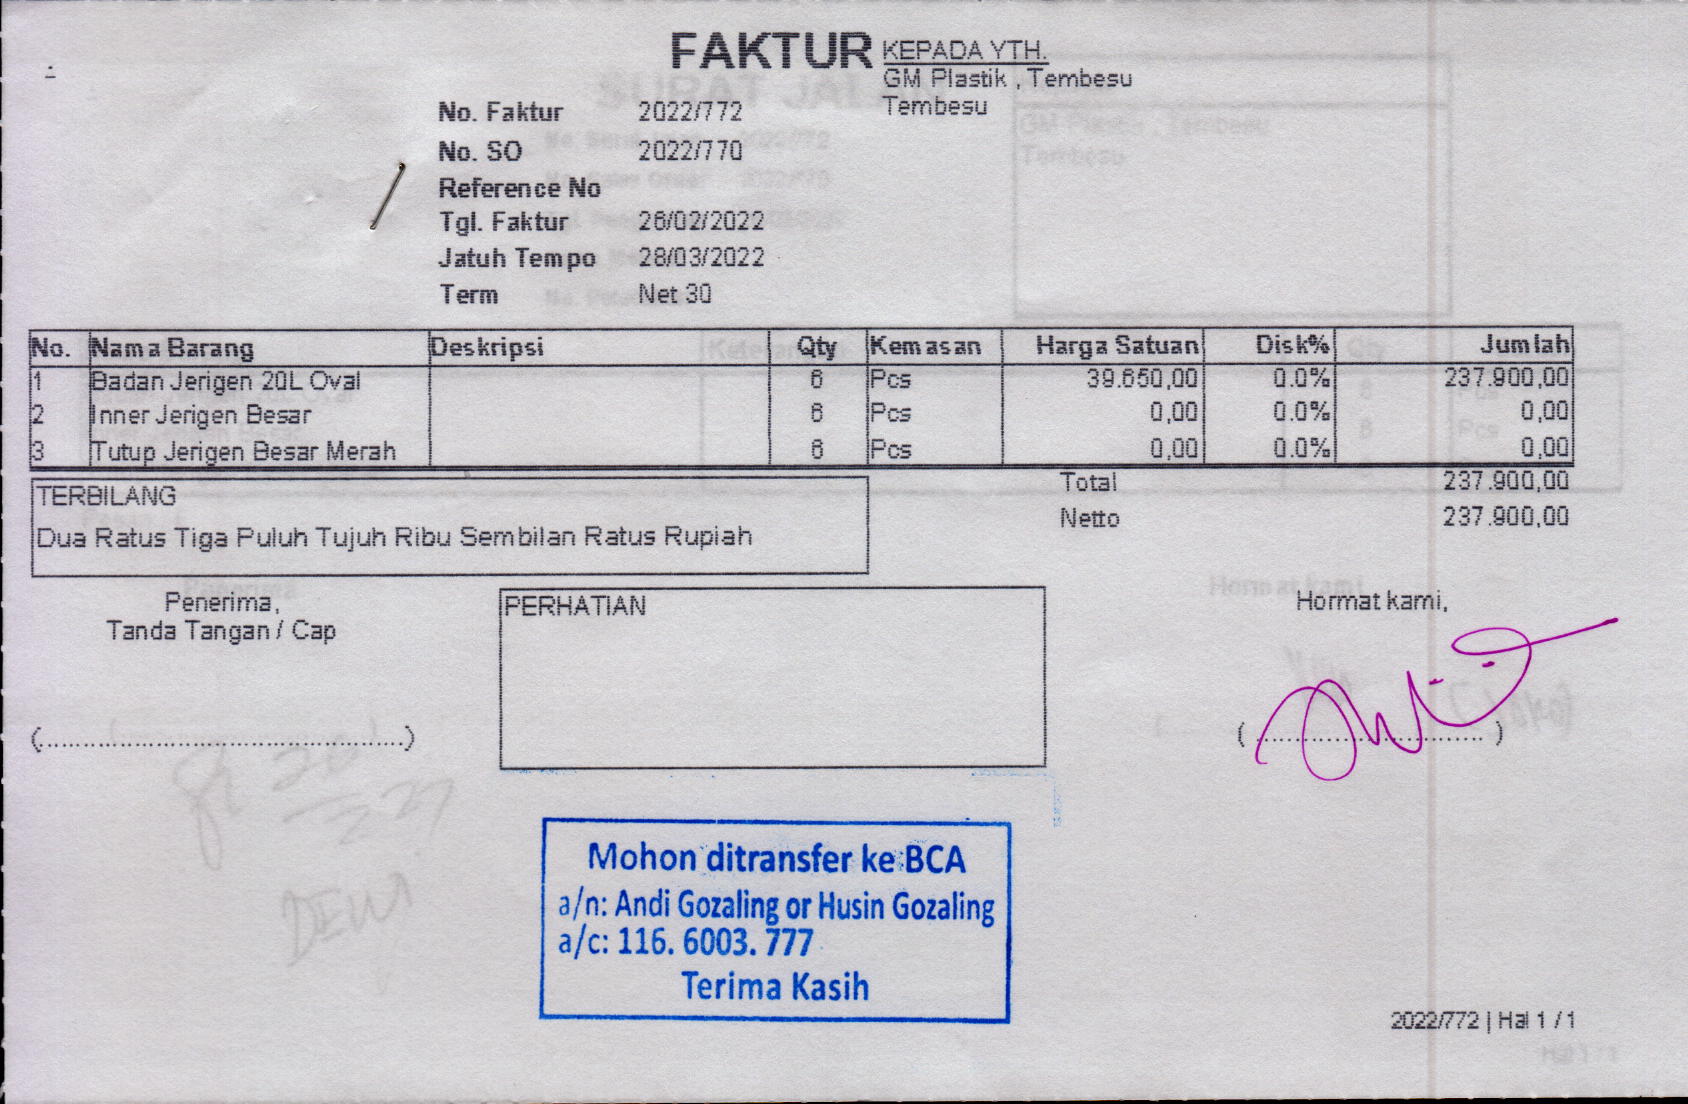 FAKTUR
KEPADA YTH.
GM Plastik , Tembesu
Tembesu
No. Faktur 2022/772
No. SO 2022/770
Reference No
Tgl. Faktur 26/02/2022
Jatuh Tempo 28/03/2022
Term Net 30
No. Nama Barang Deskripsi Qty Kemasan Harga Satuan Disk% Jumlah
1 Badan Jerigen 20L Oval 6 Pcs 39.650,00 0.0% 237.900,00
2 Inner Jerigen Besar 6 Pcs 0,00 0.0% 0,00
3 Tutup Jerigen Besar Merah 6 Pcs 0,00 0.0% 0,00
Total 237.900,00
Netto 237.900,00
TERBILANG
Dua Ratus Tiga Puluh Tujuh Ribu Sembilan Ratus Rupiah
Penerima,
Tanda Tangan / Cap
(....................................................)
PERHATIAN
Hormat kami,
(................................)
DEWI
Mohon ditransfer ke BCA
a/n: Andi Gozaling or Husin Gozaling
a/c: 116. 6003. 777
Terima Kasih
2022/772 | Hal 1 / 1